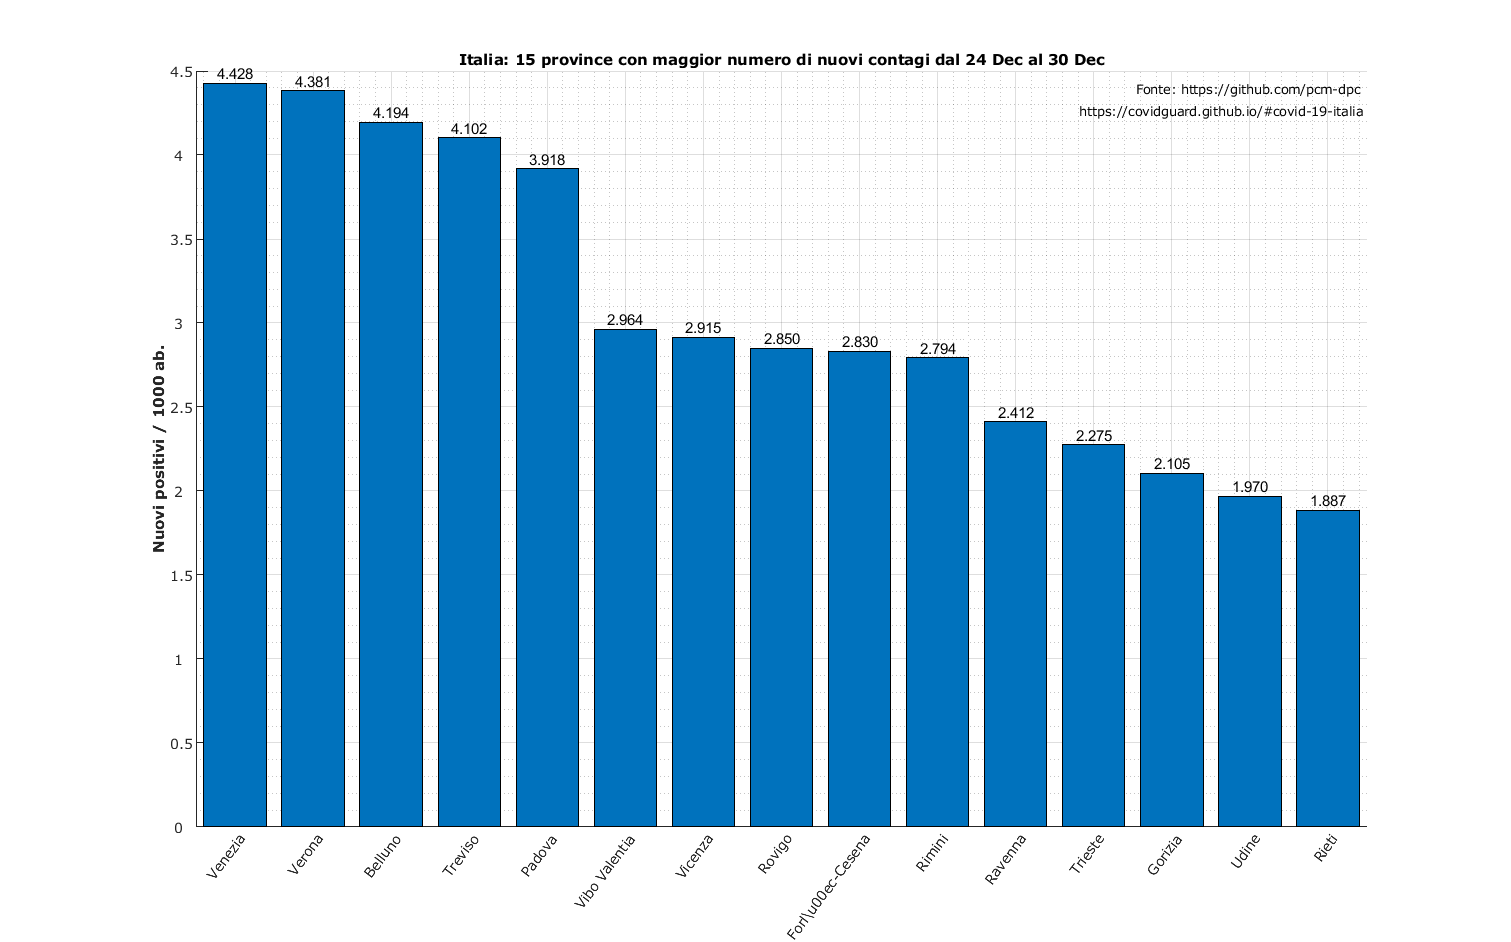 Italia: 15 province con maggior numero di nuovi contagi dal 24 Dec al 30 Dec
Fonte: https://github.com/pcm-dpc
https://covidguard.github.io/#covid-19-italia
Nuovi positivi / 1000 ab.
4.5
4
3.5
3
2.5
2
1.5
1
0.5
0
4.428
4.381
4.194
4.102
3.918
2.964
2.915
2.850
2.830
2.794
2.412
2.275
2.105
1.970
1.887
Venezia
Verona
Belluno
Treviso
Padova
Vibo Valentia
Vicenza
Rovigo
Forl\u00ec-Cesena
Rimini
Ravenna
Trieste
Gorizia
Udine
Rieti